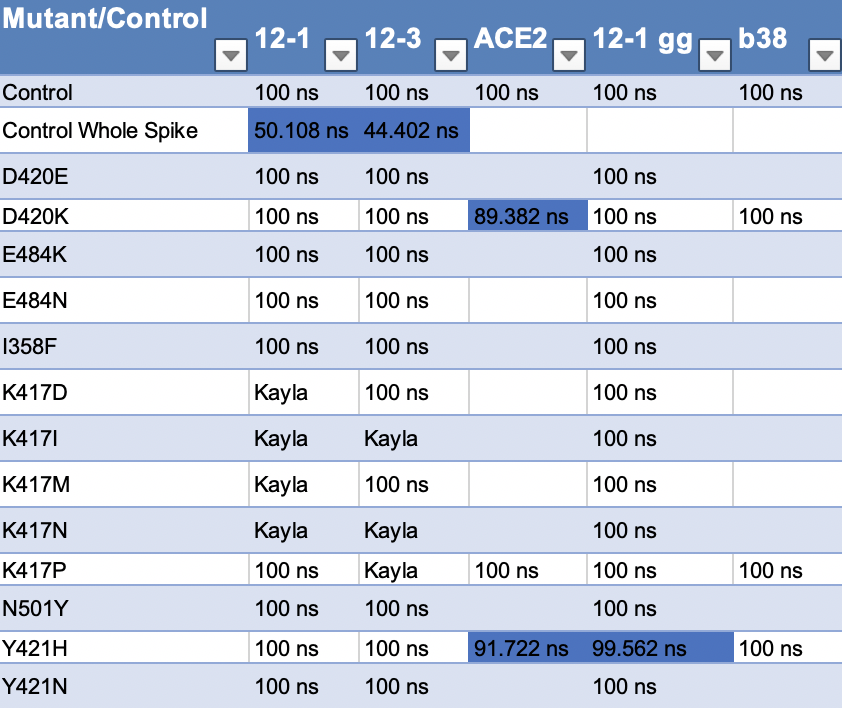 Mutant/Control 12-1 12-3 ACE2 12-1 gg b38
Control 100 ns 100 ns 100 ns 100 ns 100 ns
Control Whole Spike 50.108 ns 44.402 ns
D420E 100 ns 100 ns 100 ns
D420K 100 ns 100 ns 89.382 ns 100 ns 100 ns
E484K 100 ns 100 ns 100 ns
E484N 100 ns 100 ns 100 ns
I358F 100 ns 100 ns 100 ns
K417D Kayla 100 ns 100 ns
K417I Kayla Kayla 100 ns
K417M Kayla 100 ns 100 ns
K417N Kayla Kayla 100 ns
K417P 100 ns Kayla 100 ns 100 ns 100 ns
N501Y 100 ns 100 ns 100 ns
Y421H 100 ns 100 ns 91.722 ns 99.562 ns 100 ns
Y421N 100 ns 100 ns 100 ns